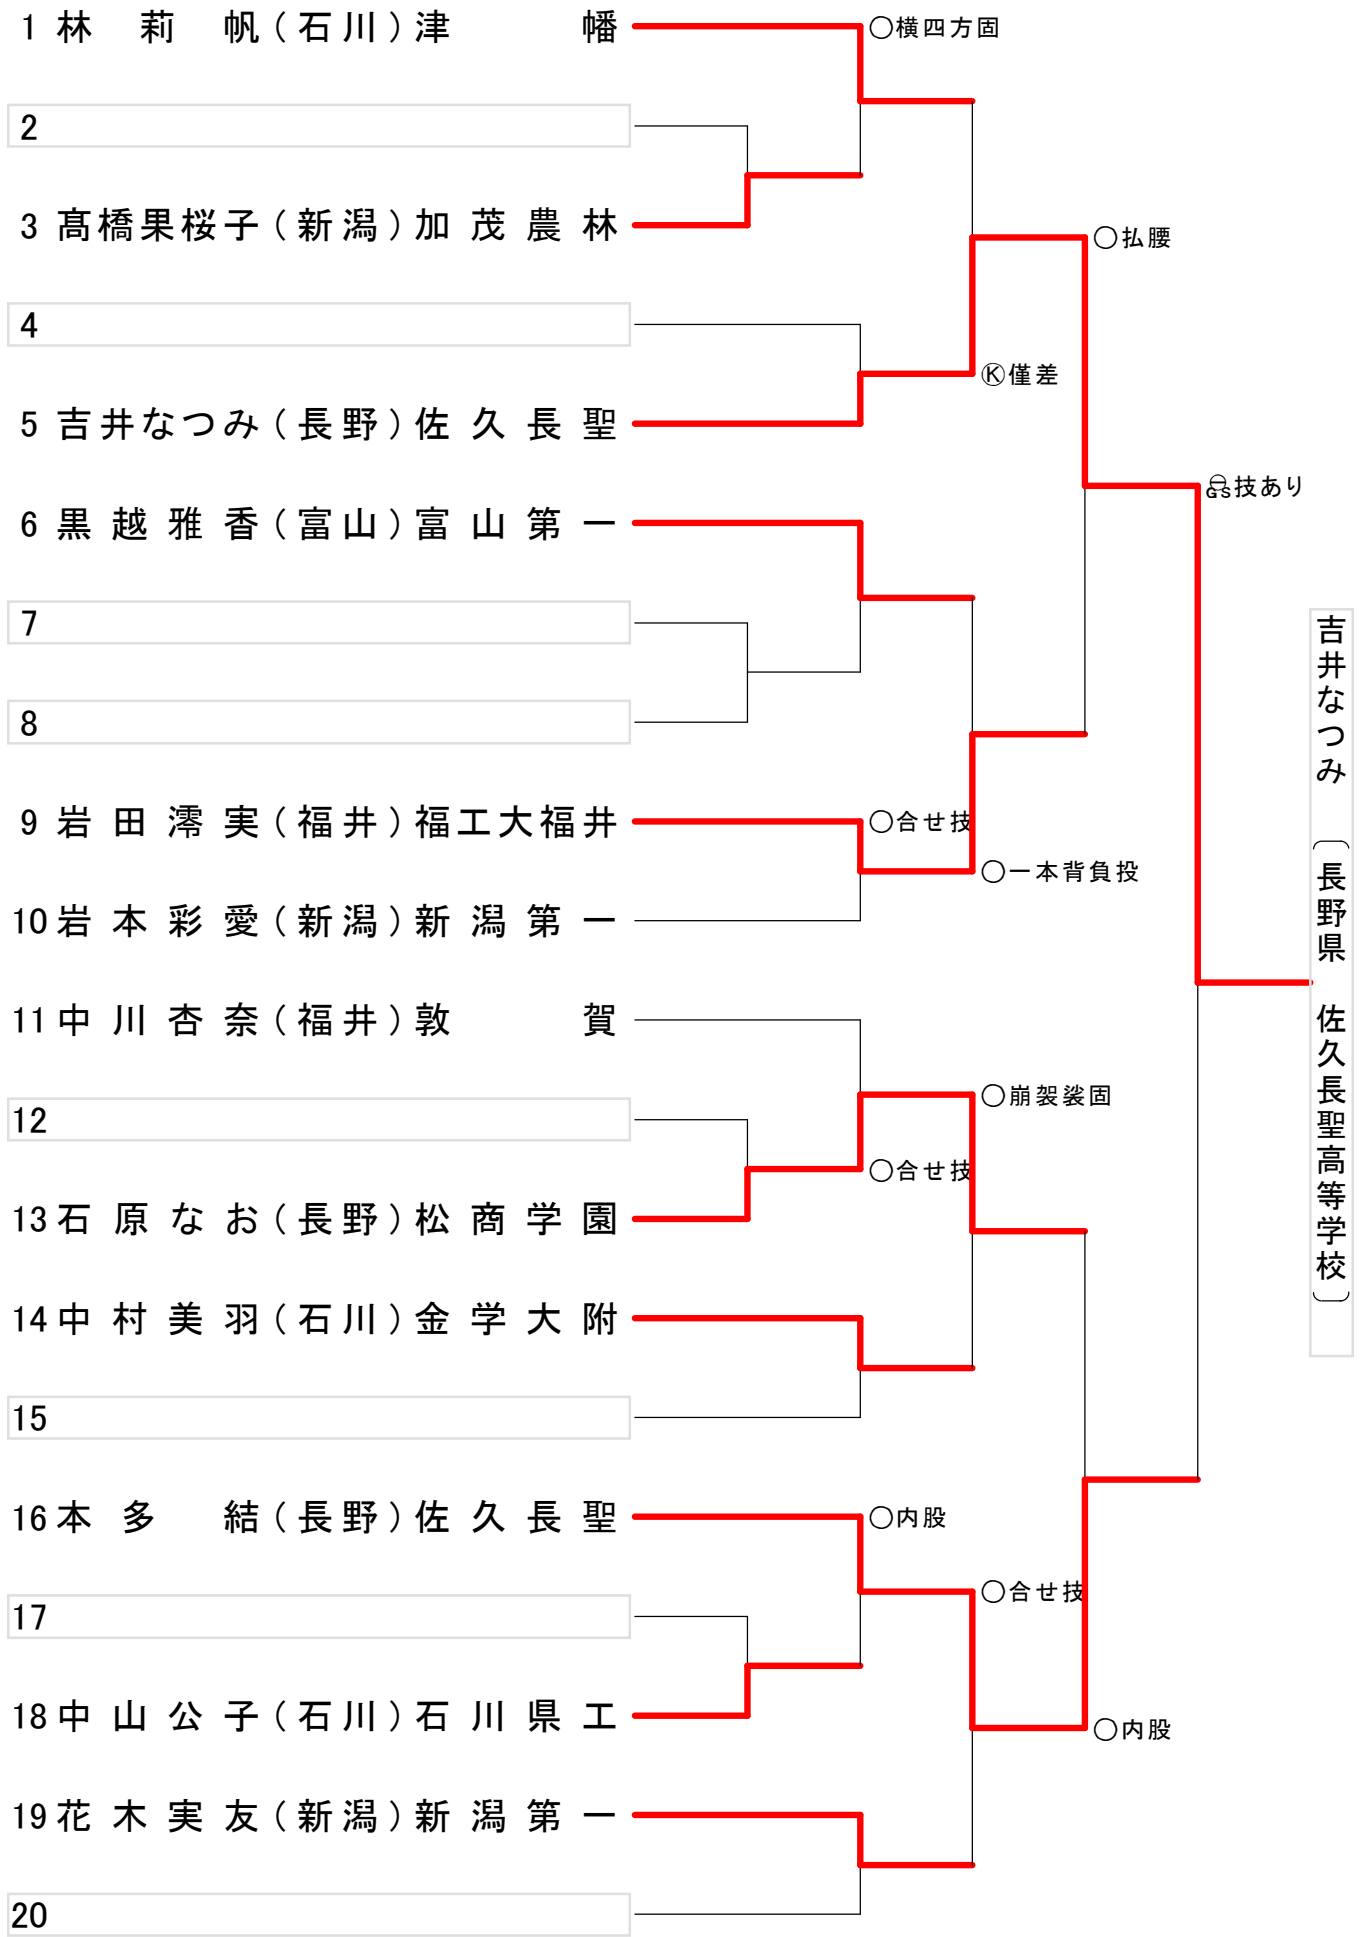 1 林莉帆(石川)津幡
○横四方固
2
3 髙橋果桜子(新潟)加茂農林
○払腰
4
Ⓚ僅差
5 吉井なつみ(長野)佐久長聖
GS技あり
6 黒越雅香(富山)富山第一
7
8
9 岩田澪実(福井)福工大福井
○合せ技
○一本背負投
10 岩本彩愛(新潟)新潟第一
11 中川杏奈(福井)敦賀
○崩袈裟固
12
○合せ技
13 石原なお(長野)松商学園
14 中村美羽(石川)金学大附
15
16 本多結(長野)佐久長聖
○内股
○合せ技
17
18 中山公子(石川)石川県工
○内股
19 花木実友(新潟)新潟第一
20
吉井なつみ(長野県 佐久長聖高等学校)